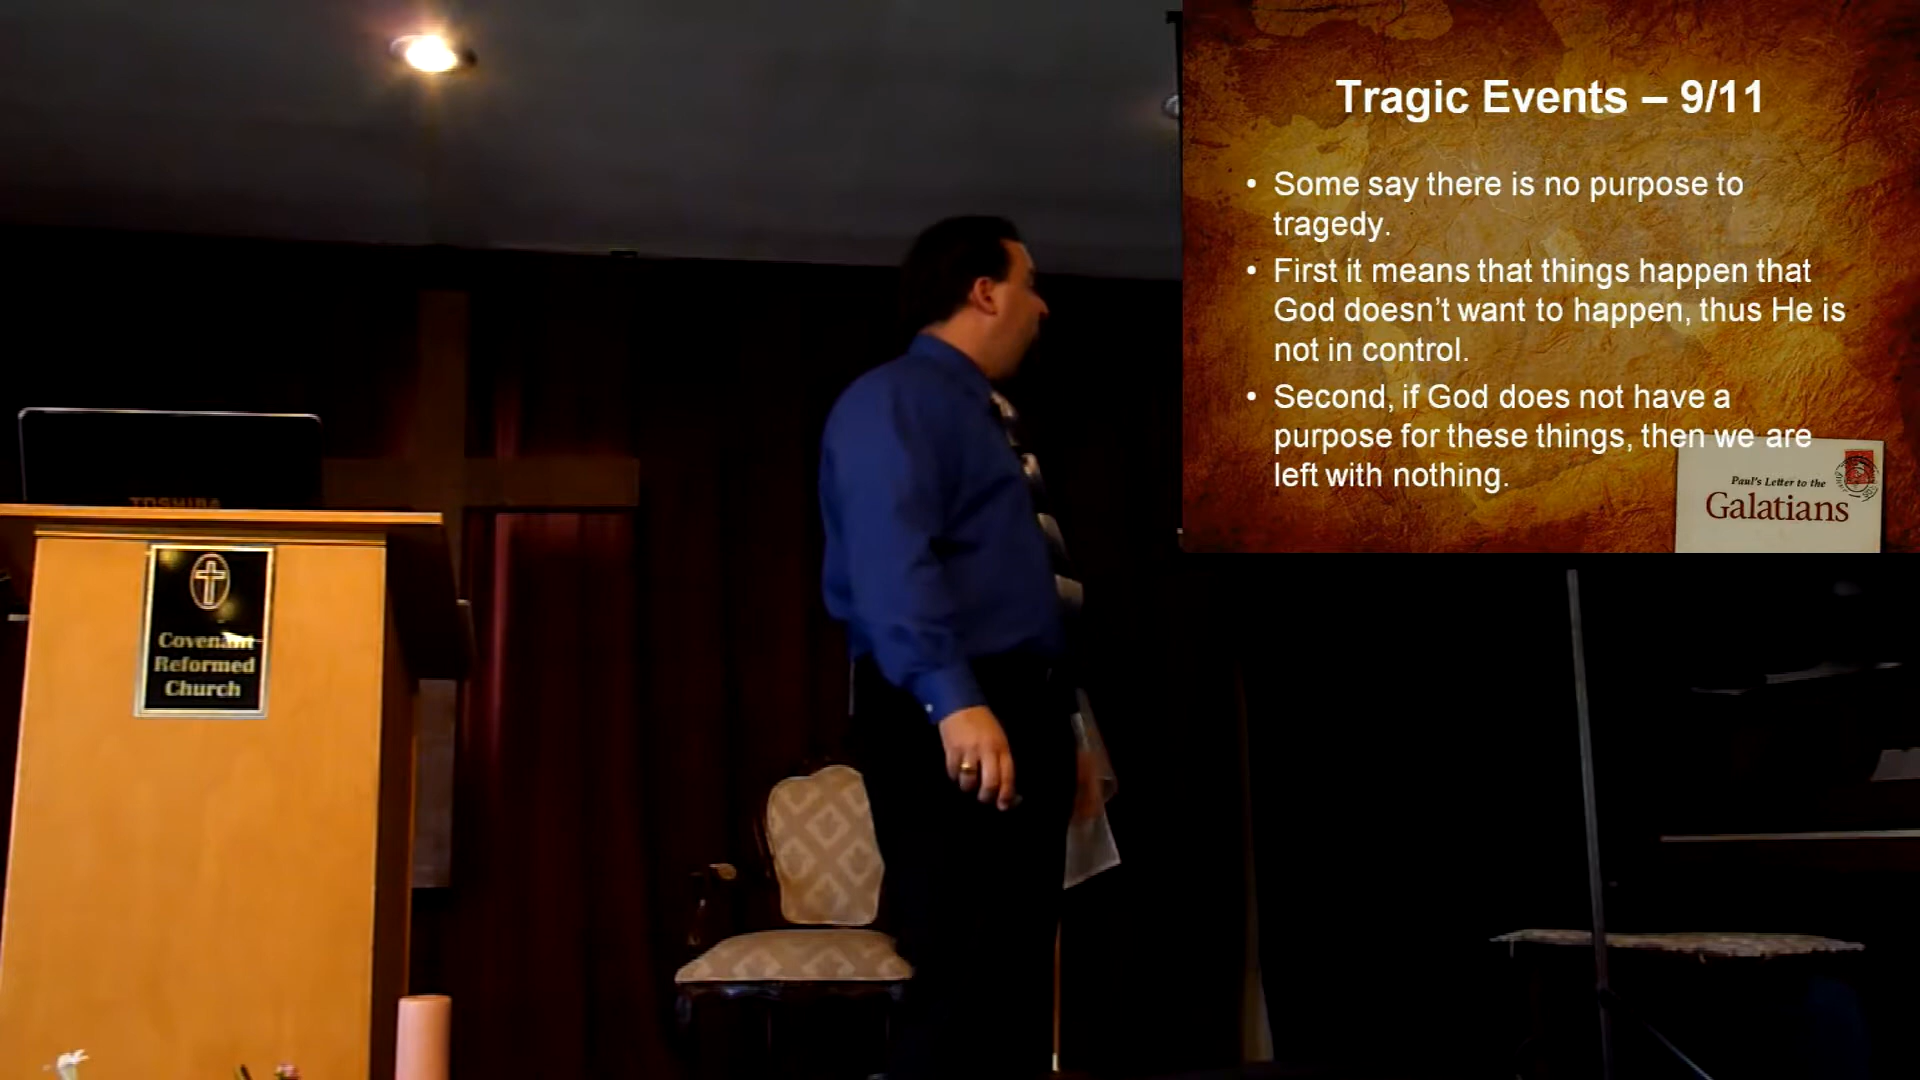 Tragic Events – 9/11
• Some say there is no purpose to
tragedy.
• First it means that things happen that
God doesn't want to happen, thus He is
not in control.
• Second, if God does not have a
purpose for these things, then we are
left with nothing.
Paul's Letter to the
Galatians
TOSHIBA
Covenant
Reformed
Church